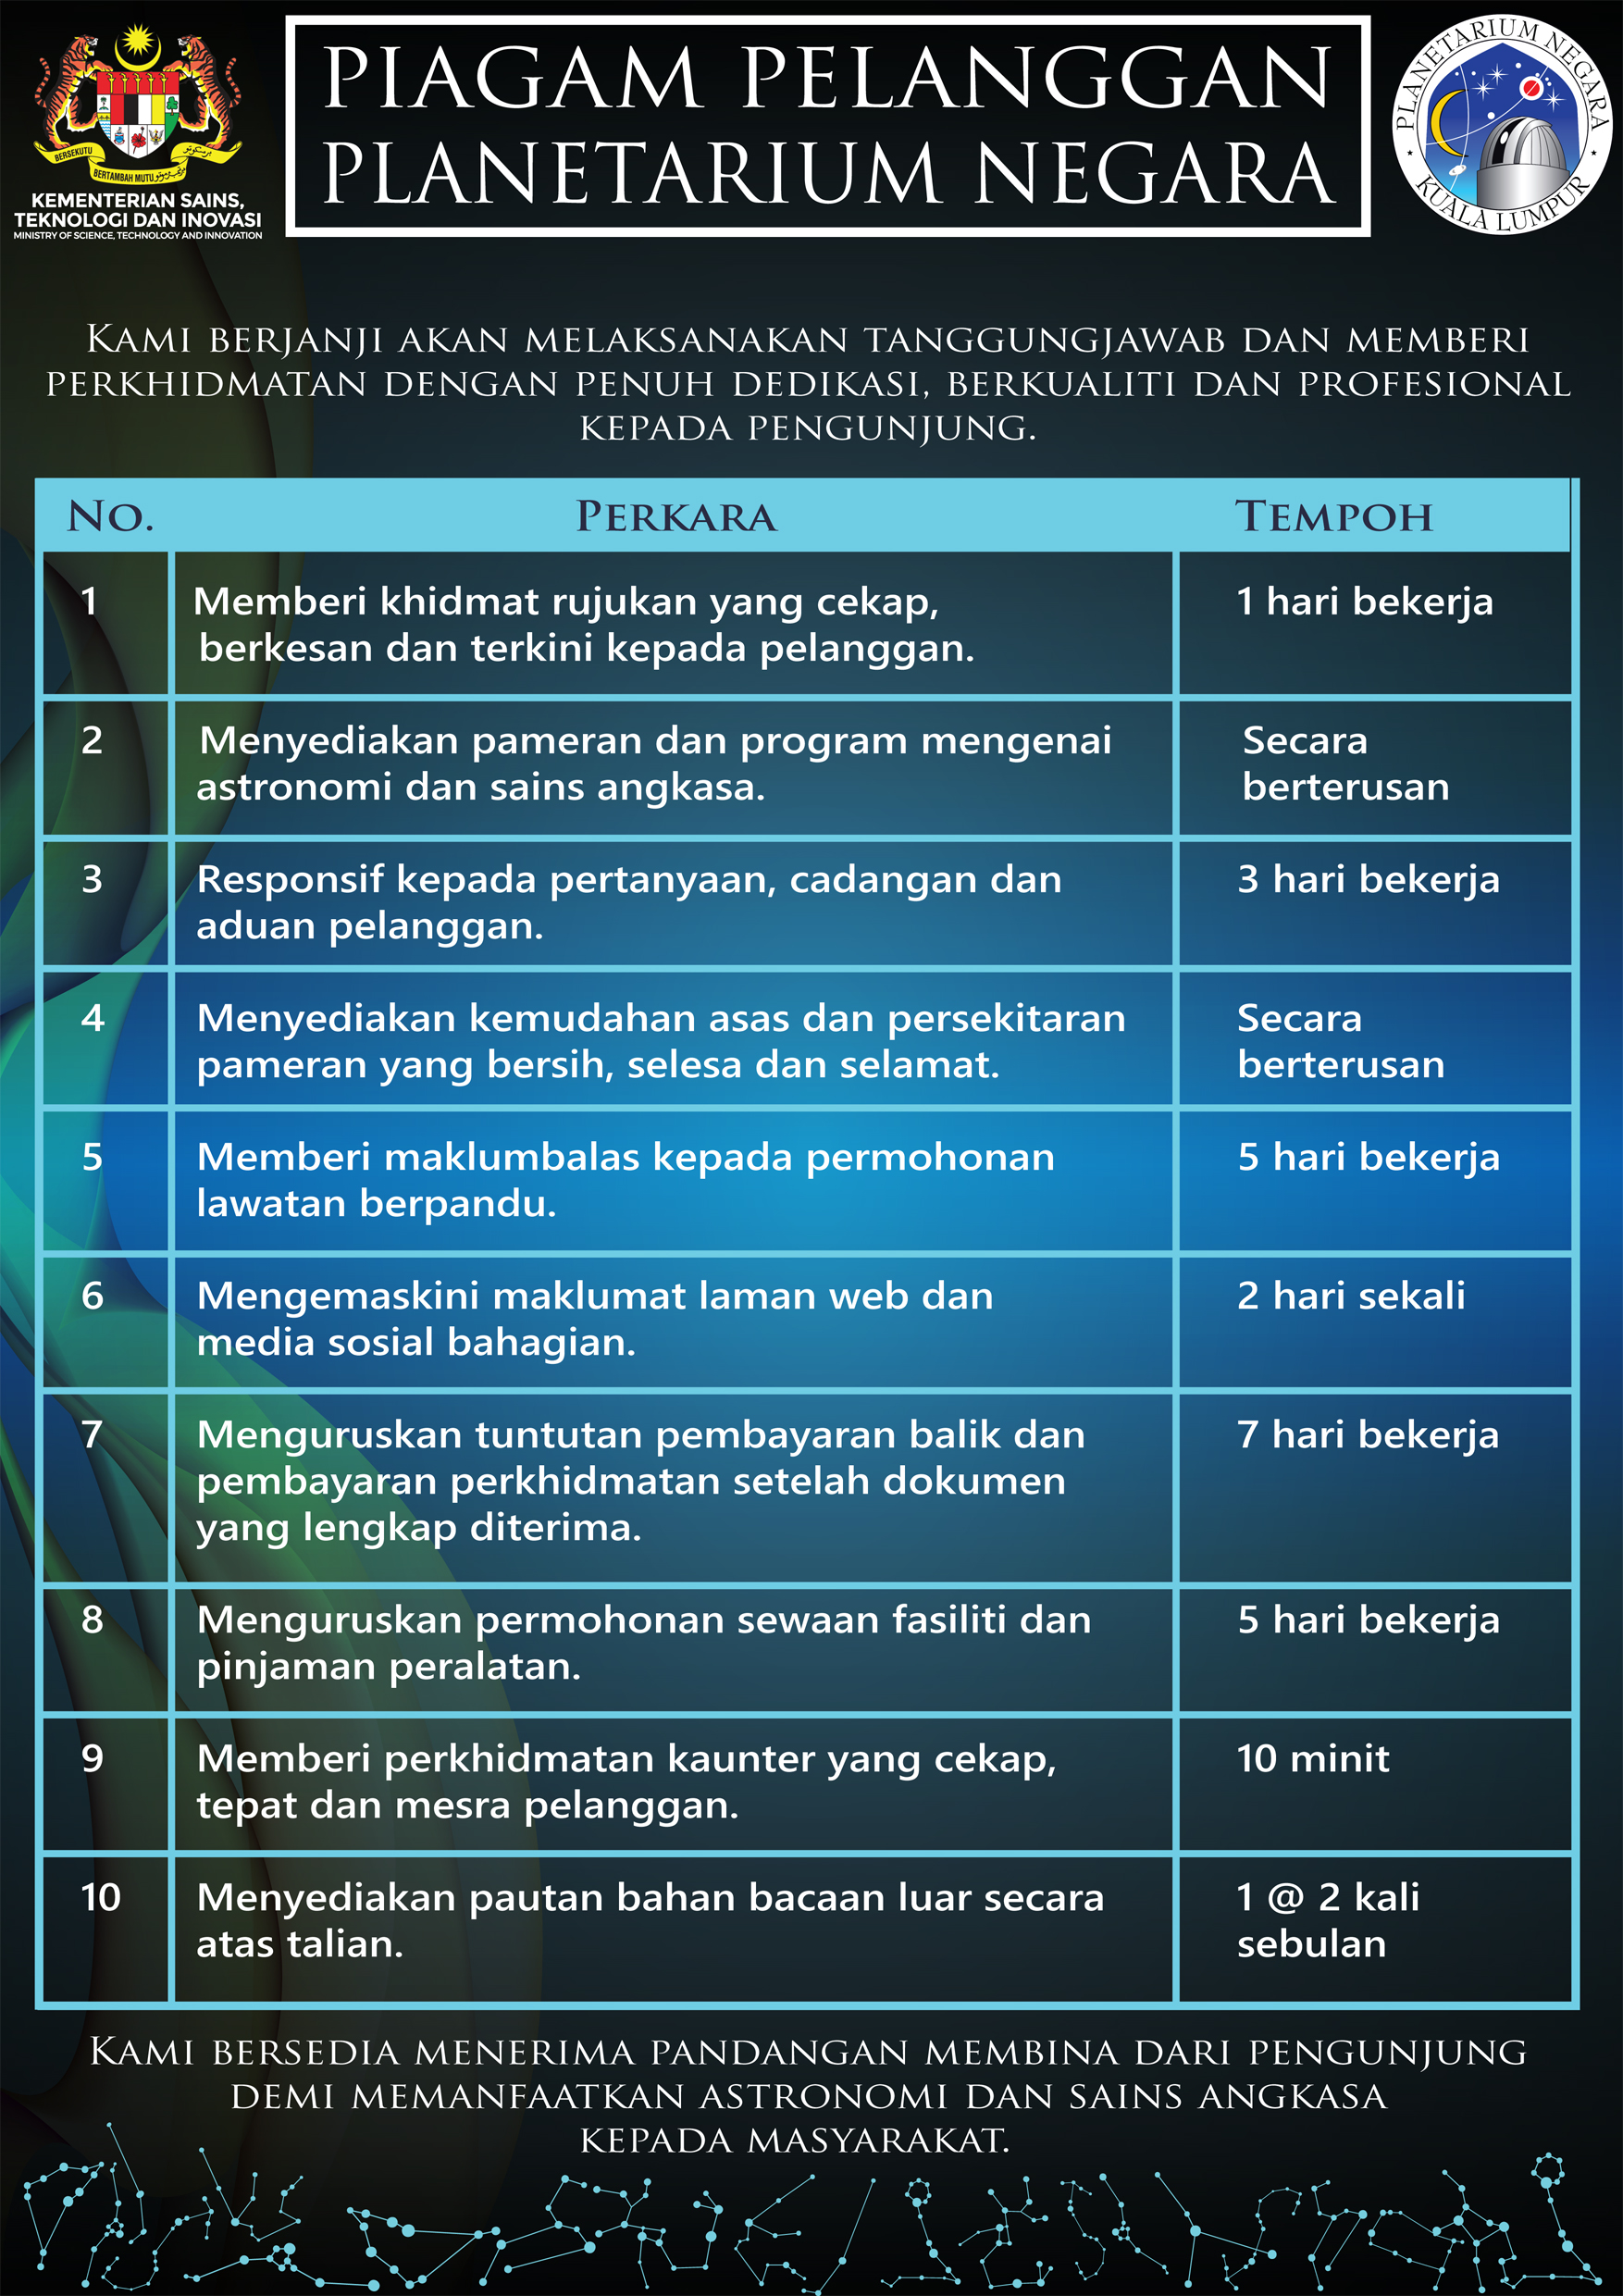 BERSEKUTU
BERTAMBAH MUTU
KEMENTERIAN SAINS,
TEKNOLOGI DAN INOVASI
MINISTRY OF SCIENCE, TECHNOLOGY AND INNOVATION
PIAGAM PELANGGAN
PLANETARIUM NEGARA
PLANETARIUM NEGARA
KUALA LUMPUR
KAMI BERJANJI AKAN MELAKSANAKAN TANGGUNGJAWAB DAN MEMBERI
PERKHIDMATAN DENGAN PENUH DEDIKASI, BERKUALITI DAN PROFESIONAL
KEPADA PENGUNJUNG.
NO. PERKARA TEMPOH
1 Memberi khidmat rujukan yang cekap, 1 hari bekerja
berkesan dan terkini kepada pelanggan.
2 Menyediakan pameran dan program mengenai Secara
astronomi dan sains angkasa. berterusan
3 Responsif kepada pertanyaan, cadangan dan 3 hari bekerja
aduan pelanggan.
4 Menyediakan kemudahan asas dan persekitaran Secara
pameran yang bersih, selesa dan selamat. berterusan
5 Memberi maklumbalas kepada permohonan 5 hari bekerja
lawatan berpandu.
6 Mengemaskini maklumat laman web dan 2 hari sekali
media sosial bahagian.
7 Menguruskan tuntutan pembayaran balik dan 7 hari bekerja
pembayaran perkhidmatan setelah dokumen
yang lengkap diterima.
8 Menguruskan permohonan sewaan fasiliti dan 5 hari bekerja
pinjaman peralatan.
9 Memberi perkhidmatan kaunter yang cekap, 10 minit
tepat dan mesra pelanggan.
10 Menyediakan pautan bahan bacaan luar secara 1 @ 2 kali
atas talian. sebulan
KAMI BERSEDIA MENERIMA PANDANGAN MEMBINA DARI PENGUNJUNG
DEMI MEMANFAATKAN ASTRONOMI DAN SAINS ANGKASA
KEPADA MASYARAKAT.